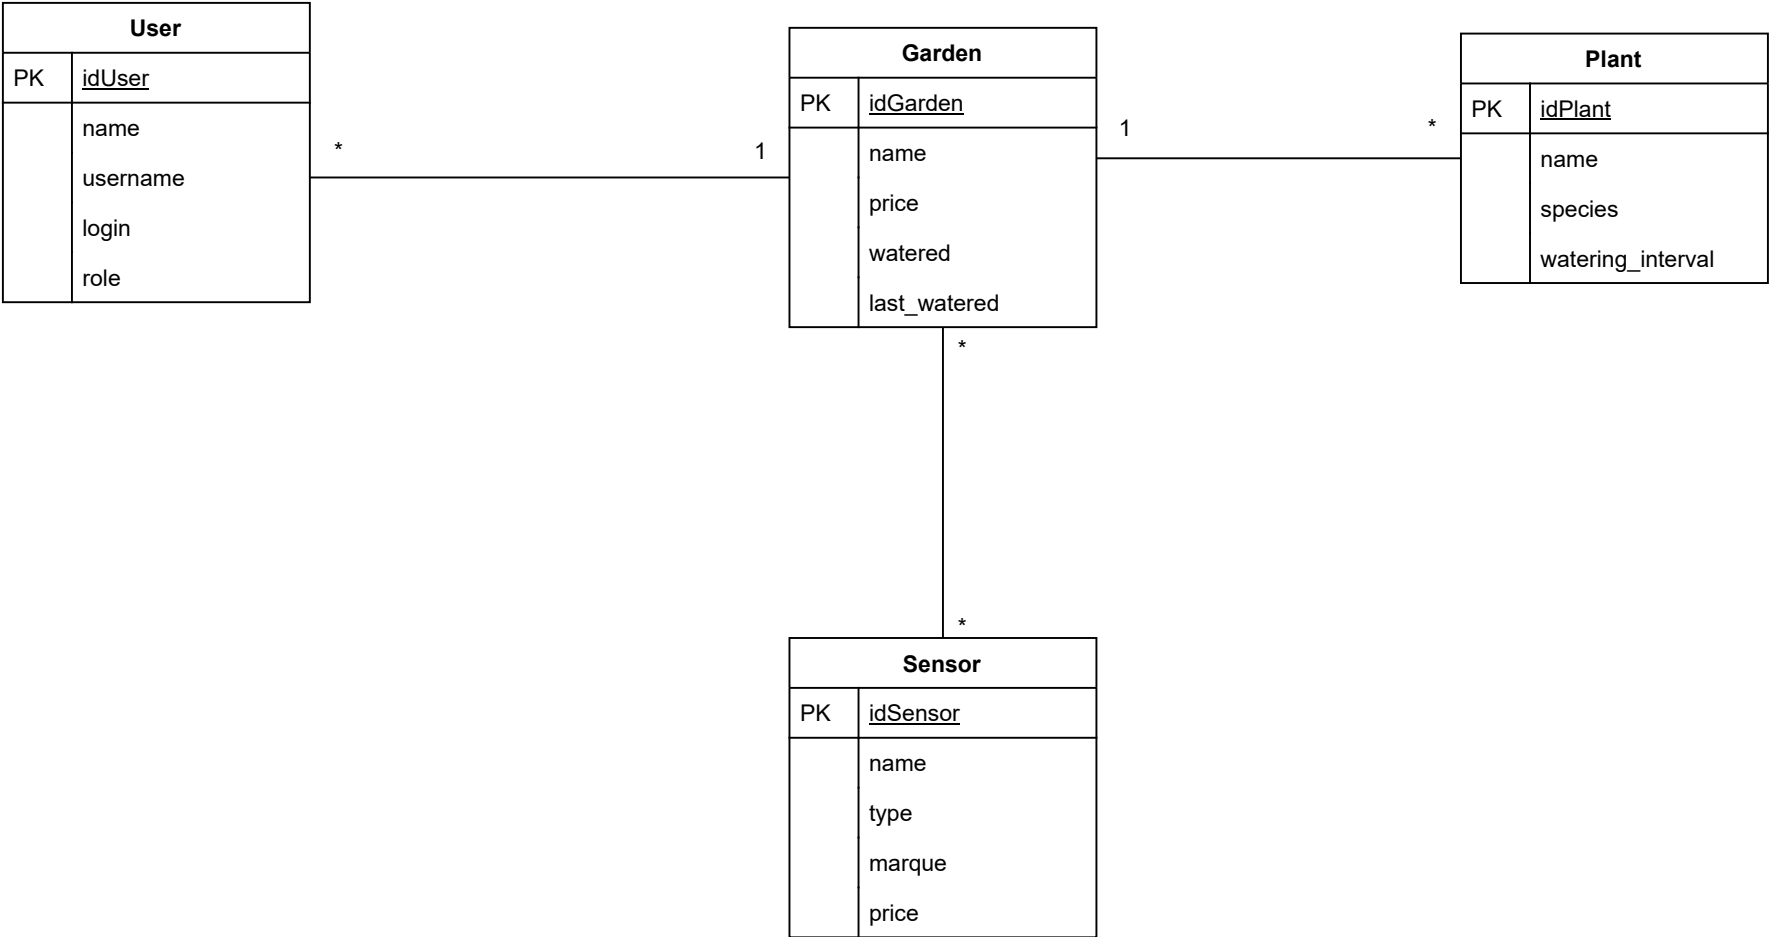 User
PK idUser
name
username
login
role
*
1
Garden
PK idGarden
name
price
watered
last_watered
1
*
Plant
PK idPlant
name
species
watering_interval
*
*
Sensor
PK idSensor
name
type
marque
price